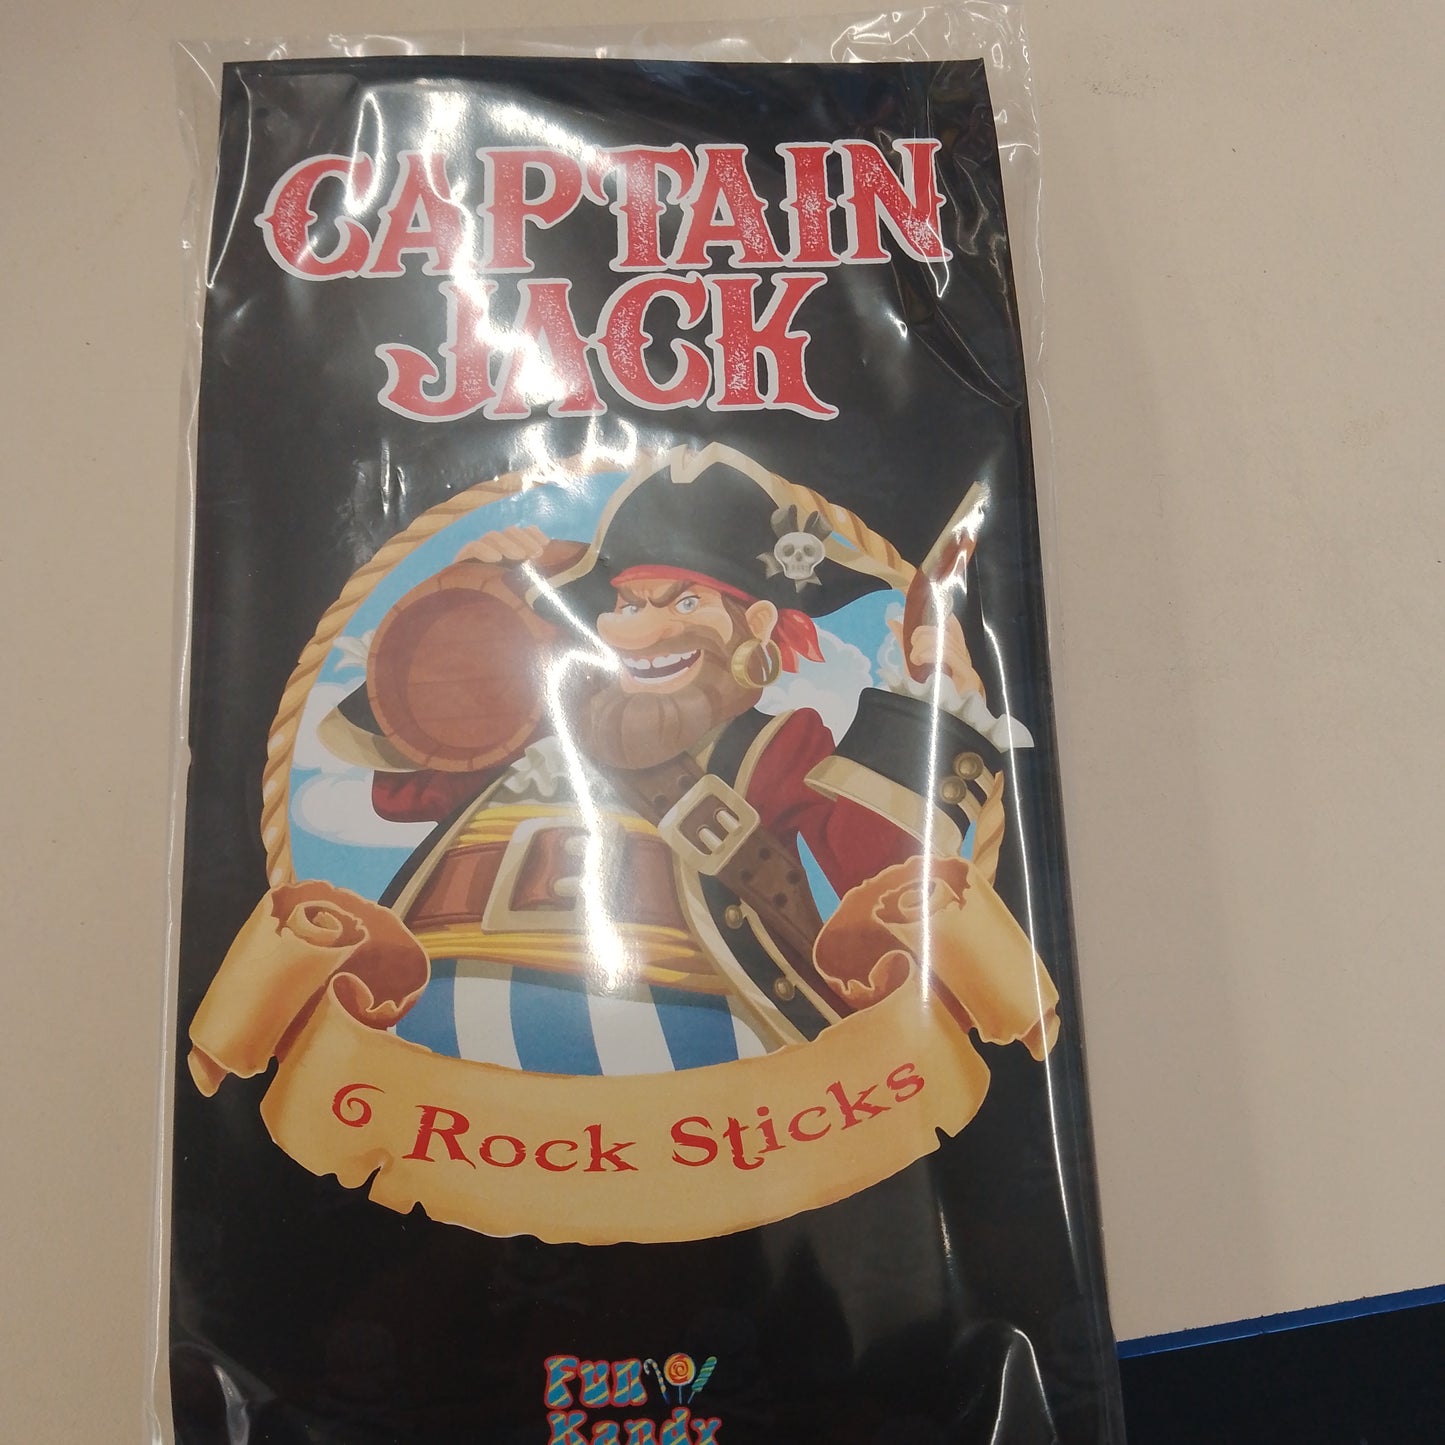 CAPTAIN
JACK
6 Rock Sticks
Fun
Kandy